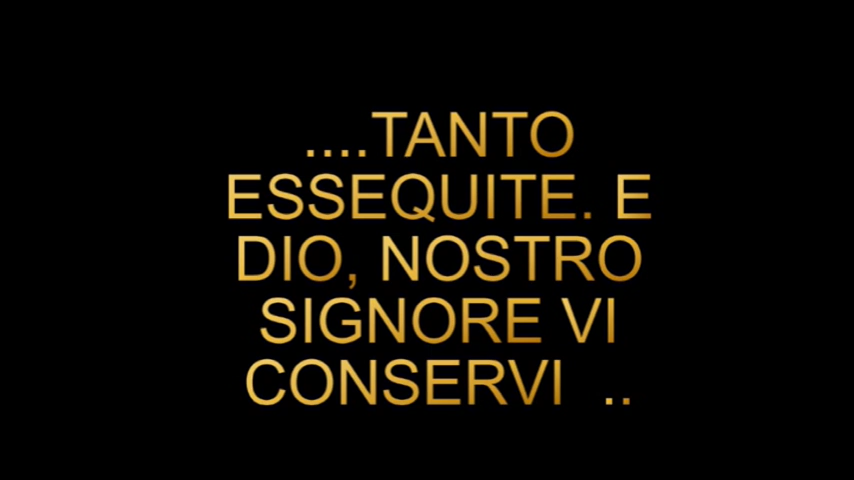 ....TANTO
ESSEQUITE. E
DIO, NOSTRO
SIGNORE VI
CONSERVI  ..